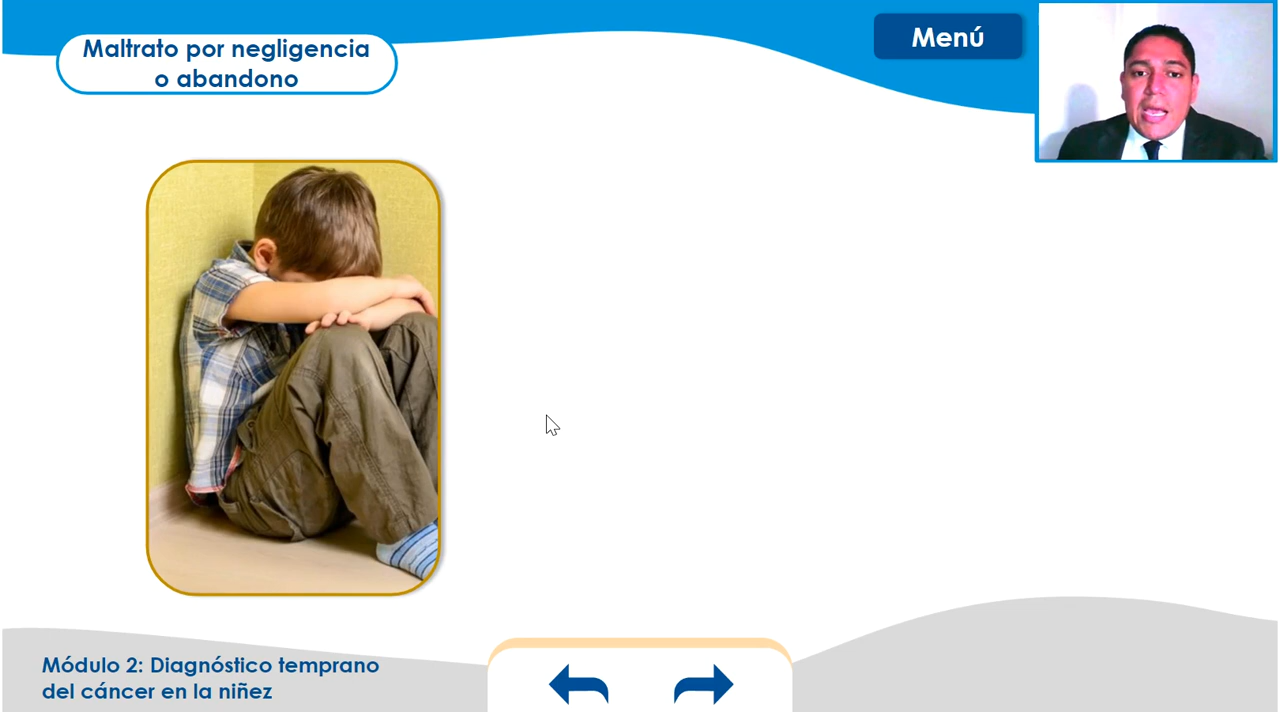 Maltrato por negligencia
o abandono
Menú
Módulo 2: Diagnóstico temprano
del cáncer en la niñez